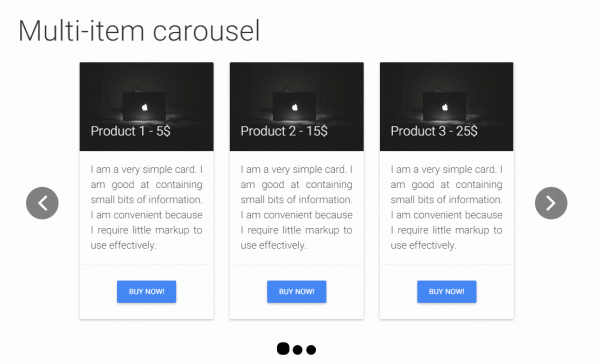 Multi-item carousel
Product 1 - 5$
I am a very simple card. I
am good at containing
small bits of information.
I am convenient because
I require little markup to
use effectively.
BUY NOW!
Product 2 - 15$
I am a very simple card. I
am good at containing
small bits of information.
I am convenient because
I require little markup to
use effectively.
BUY NOW!
Product 3 - 25$
I am a very simple card. I
am good at containing
small bits of information.
I am convenient because
I require little markup to
use effectively.
BUY NOW!